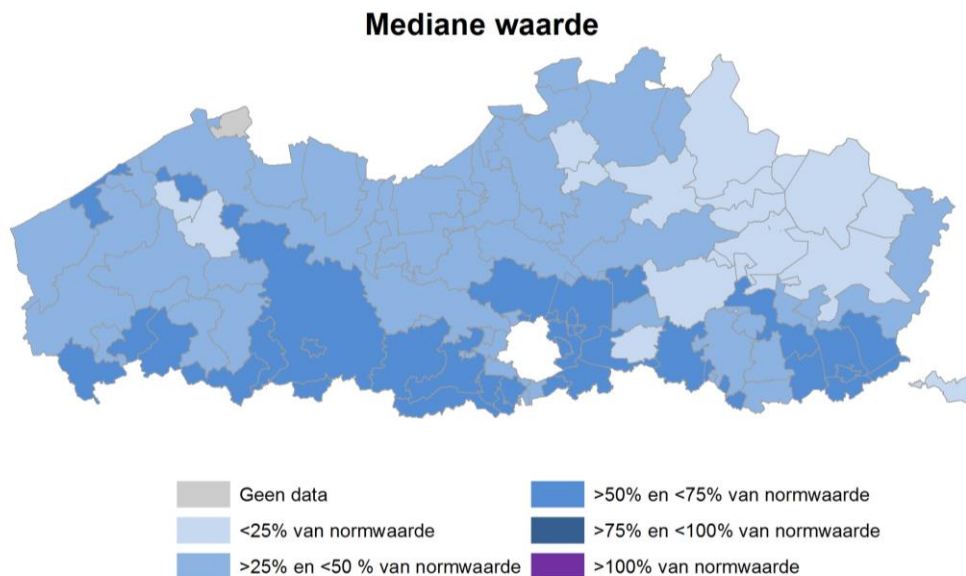 Mediane waarde
Geen data
<25% van normwaarde
>25% en <50 % van normwaarde
>50% en <75% van normwaarde
>75% en <100% van normwaarde
>100% van normwaarde